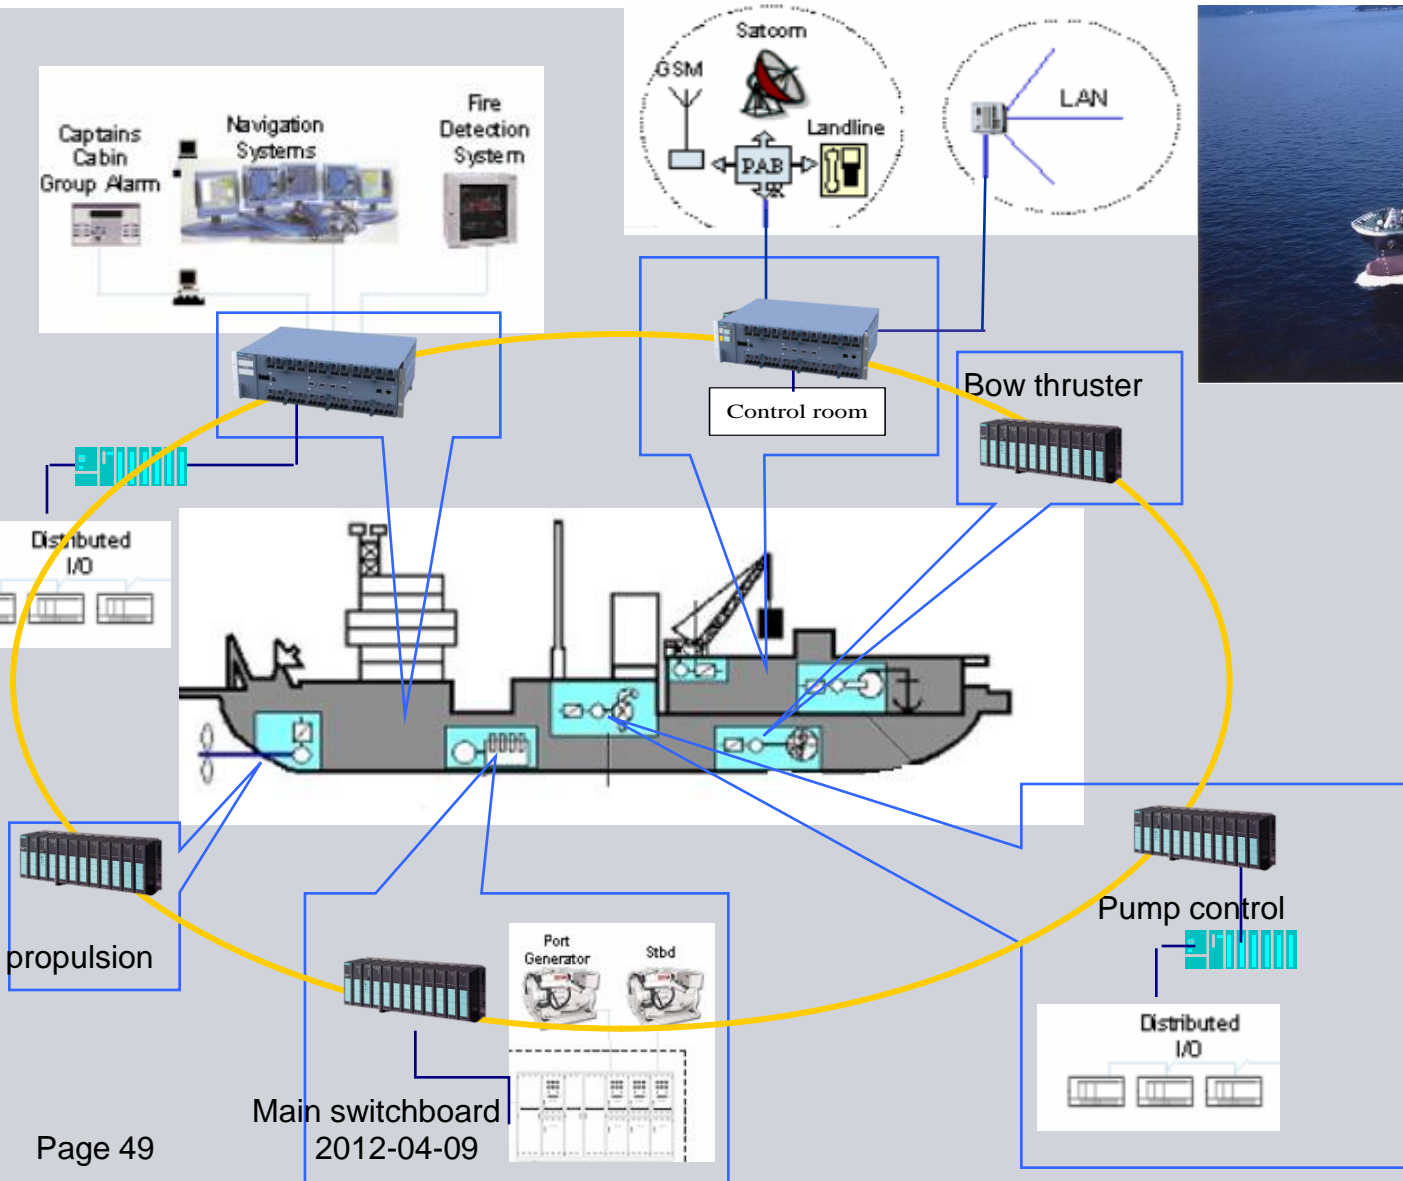 Satcom
GSM
Landline
PAB
LAN
Captains
Cabin
Group Alarm
Navigation
Systems
Fire
Detection
System
Control room
Bow thruster
Distributed
I/O
propulsion
Pump control
Port
Generator
Stbd
Distributed
I/O
Main switchboard
Page 49
2012-04-09